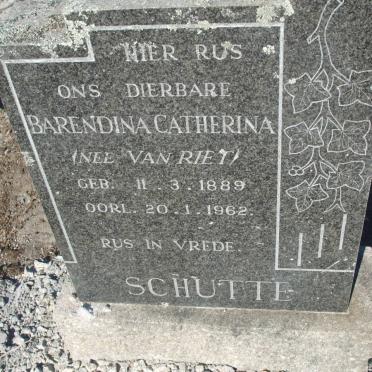 HIER RUS
ONS DIERBARE
BARENDINA CATHERINA
(NEE VAN RIET)
GEB. 11.3.1889
OORL. 20.1.1962.
RUS IN VREDE.
SCHUTTE